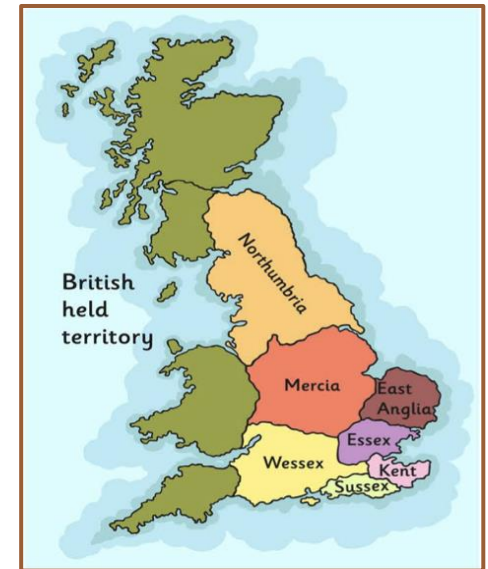 Northumbria
British
held
territory
Mercia
East
Anglia
Essex
Wessex
Kent
Sussex